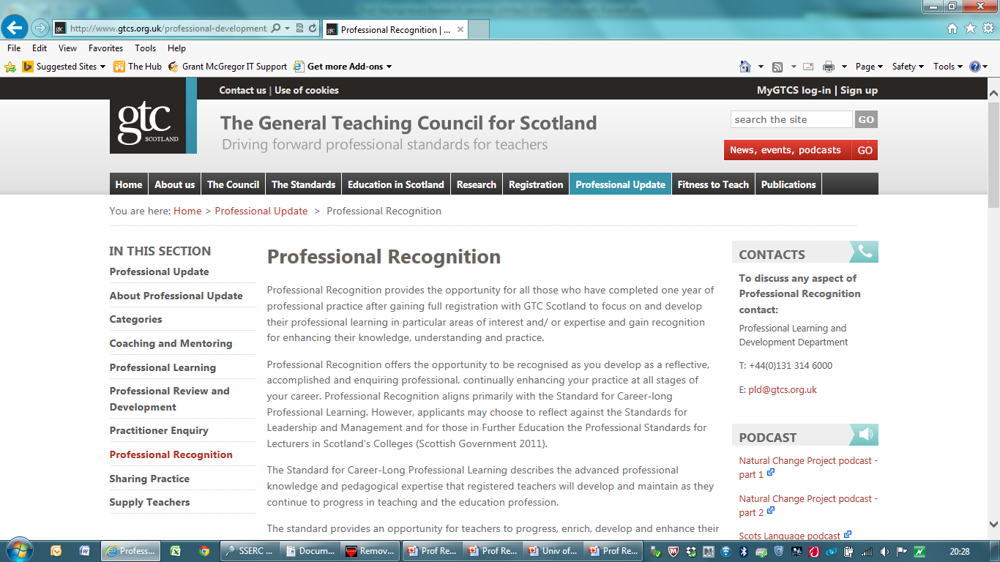 http://www.gtcs.org.uk/professional-development
Professional Recognition | ...
File Edit View Favorites Tools Help
Suggested Sites The Hub Grant McGregor IT Support Get more Add-ons
Page Safety Tools
Contact us | Use of cookies
MyGTCS log-in | Sign up
gtc
SCOTLAND
The General Teaching Council for Scotland
Driving forward professional standards for teachers
search the site GO
News, events, podcasts GO
Home About us The Council The Standards Education in Scotland Research Registration Professional Update Fitness to Teach Publications
You are here: Home > Professional Update > Professional Recognition
IN THIS SECTION
Professional Update
About Professional Update
Categories
Coaching and Mentoring
Professional Learning
Professional Review and
Development
Practitioner Enquiry
Professional Recognition
Sharing Practice
Supply Teachers
Professional Recognition
Professional Recognition provides the opportunity for all those who have completed one year of
professional practice after gaining full registration with GTC Scotland to focus on and develop
their professional learning in particular areas of interest and/ or expertise and gain recognition
for enhancing their knowledge, understanding and practice.
Professional Recognition offers the opportunity to be recognised as you develop as a reflective,
accomplished and enquiring professional, continually enhancing your practice at all stages of
your career. Professional Recognition aligns primarily with the Standard for Career-long
Professional Learning. However, applicants may choose to reflect against the Standards for
Leadership and Management and for those in Further Education the Professional Standards for
Lecturers in Scotland's Colleges (Scottish Government 2011).
The Standard for Career-Long Professional Learning describes the advanced professional
knowledge and pedagogical expertise that registered teachers will develop and maintain as they
continue to progress in teaching and the education profession.
The standard provides an opportunity for teachers to progress, enrich, develop and enhance their
CONTACTS
To discuss any aspect of
Professional Recognition
contact:
Professional Learning and
Development Department
T: +44(0)131 314 6000
E: pld@gtcs.org.uk
PODCAST
Natural Change Project podcast -
part 1
Natural Change Project podcast -
part 2
Scots Language podcast
Profess... SSERC ... Docum... Remov... Prof Re... Prof Re... Univ of... Prof Re... 20:28